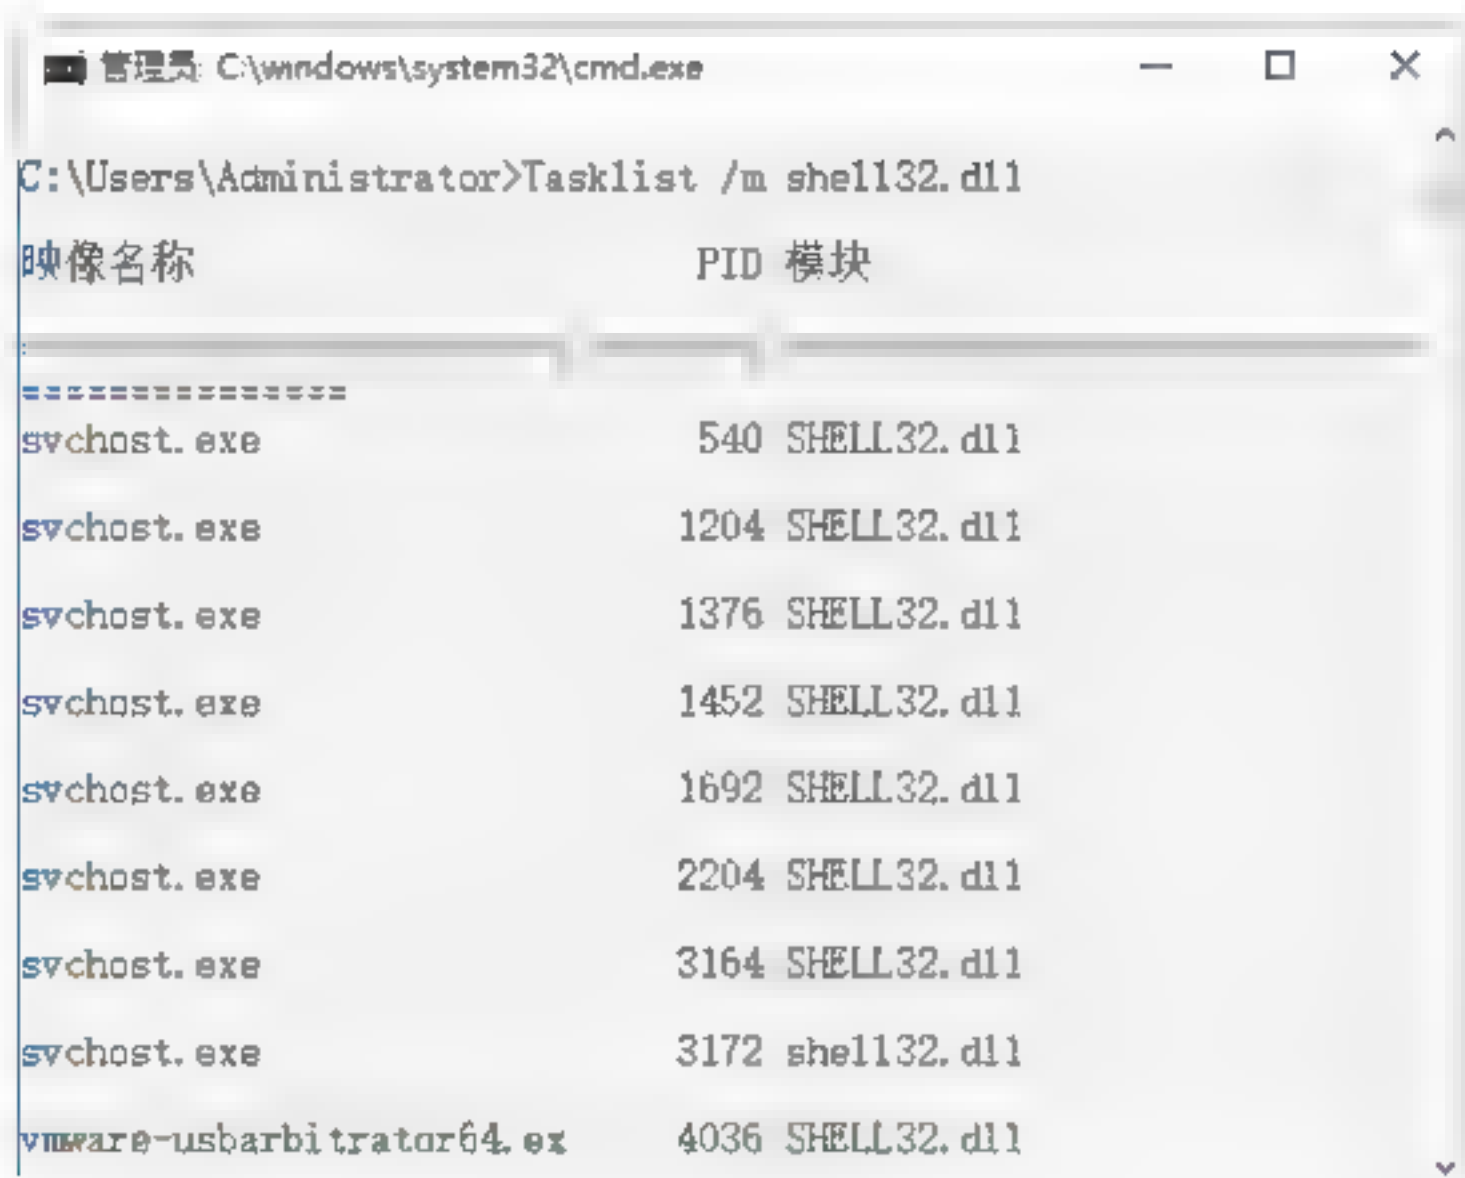 管理员: C:\windows\system32\cmd.exe
C:\Users\Administrator>Tasklist /m shell32.dll
映像名称 PID 模块
===============
svchost.exe 540 SHELL32.dll
svchost.exe 1204 SHELL32.dll
svchost.exe 1376 SHELL32.dll
svchost.exe 1452 SHELL32.dll
svchost.exe 1692 SHELL32.dll
svchost.exe 2204 SHELL32.dll
svchost.exe 3164 SHELL32.dll
svchost.exe 3172 shell32.dll
vmware-usbarbitrator64.ex 4036 SHELL32.dll